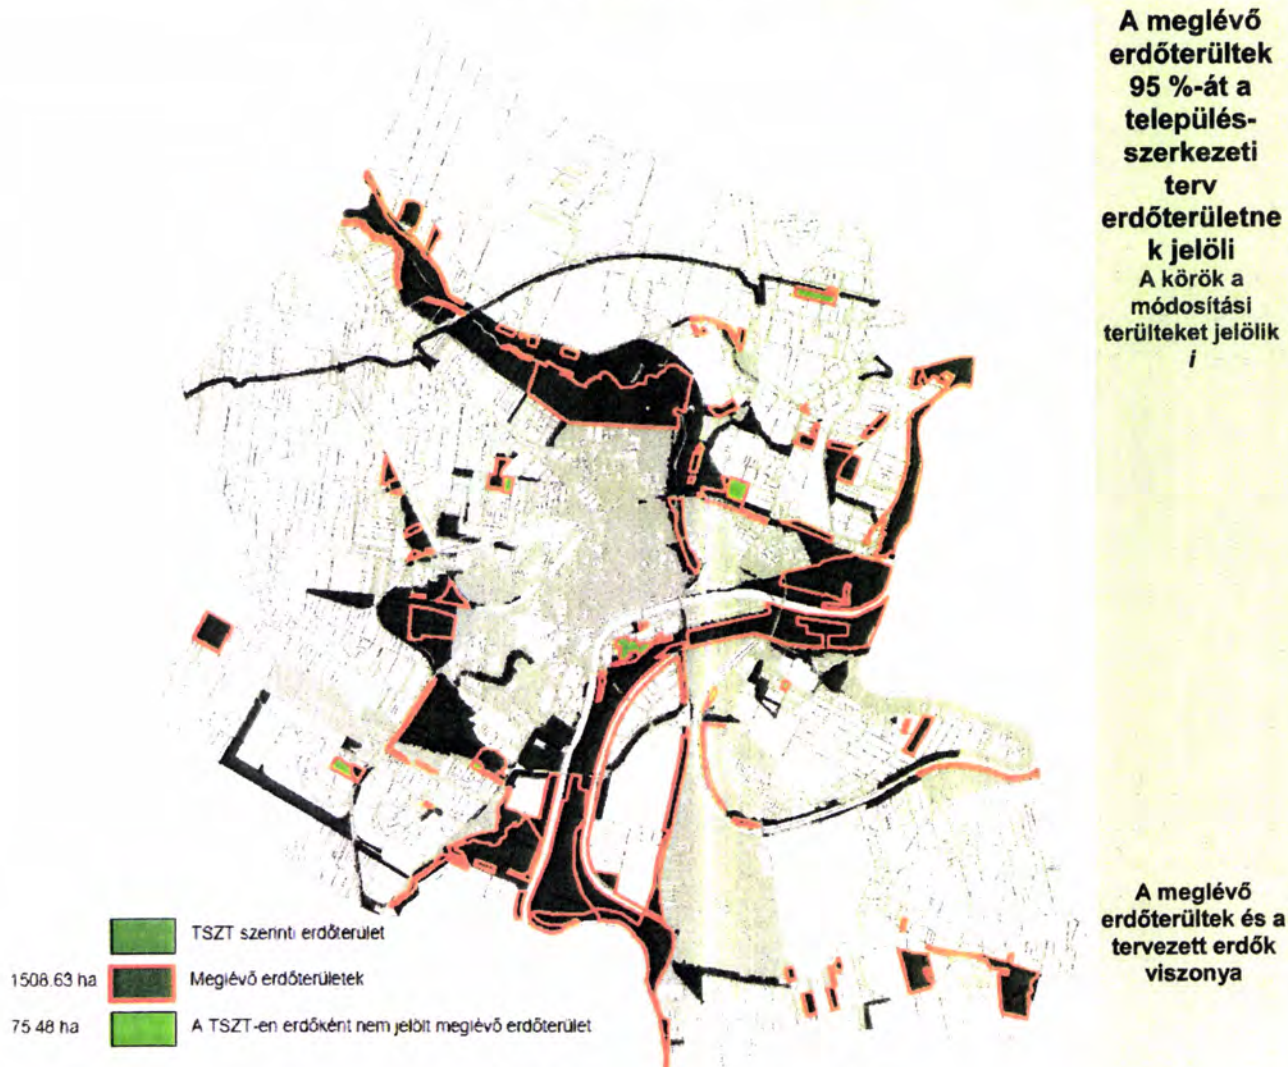 A meglévő
erdőterültek
95 %-át a
település-
szerkezeti
terv
erdőterületne
k jelöli
A körök a
módosítási
terülteket jelölik
i
TSZT szerinti erdőterület
1508.63 ha Meglévő erdőterületek
75 48 ha A TSZT-en erdőként nem jelölt meglévő erdőterület
A meglévő
erdőterültek és a
tervezett erdők
viszonya